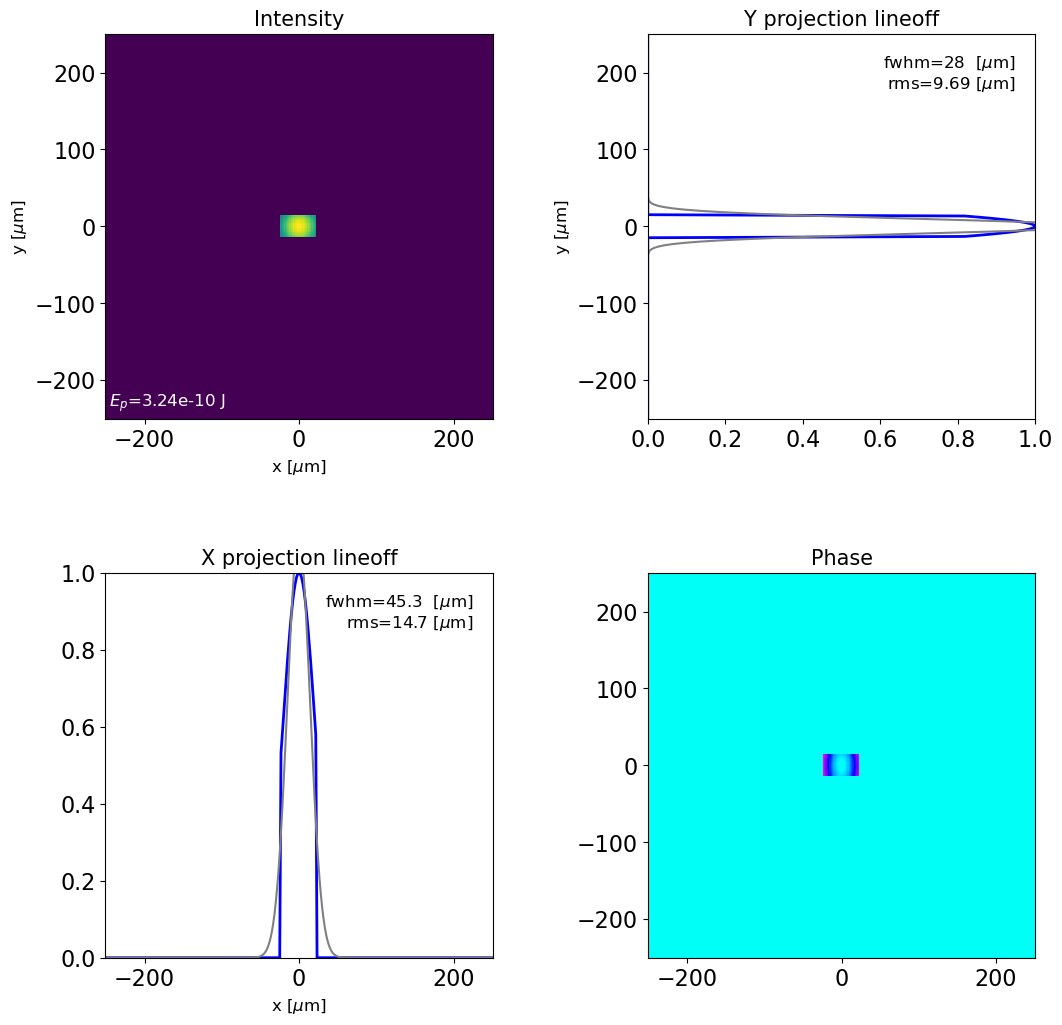 Intensity
200
100
0
−100
−200
y [μm]
E_p=3.24e-10 J
−200 0 200
x [μm]
Y projection lineoff
fwhm=28 [μm]
rms=9.69 [μm]
200
100
0
−100
−200
y [μm]
0.0 0.2 0.4 0.6 0.8 1.0
X projection lineoff
fwhm=45.3 [μm]
rms=14.7 [μm]
1.0
0.8
0.6
0.4
0.2
0.0
−200 0 200
x [μm]
Phase
200
100
0
−100
−200
−200 0 200